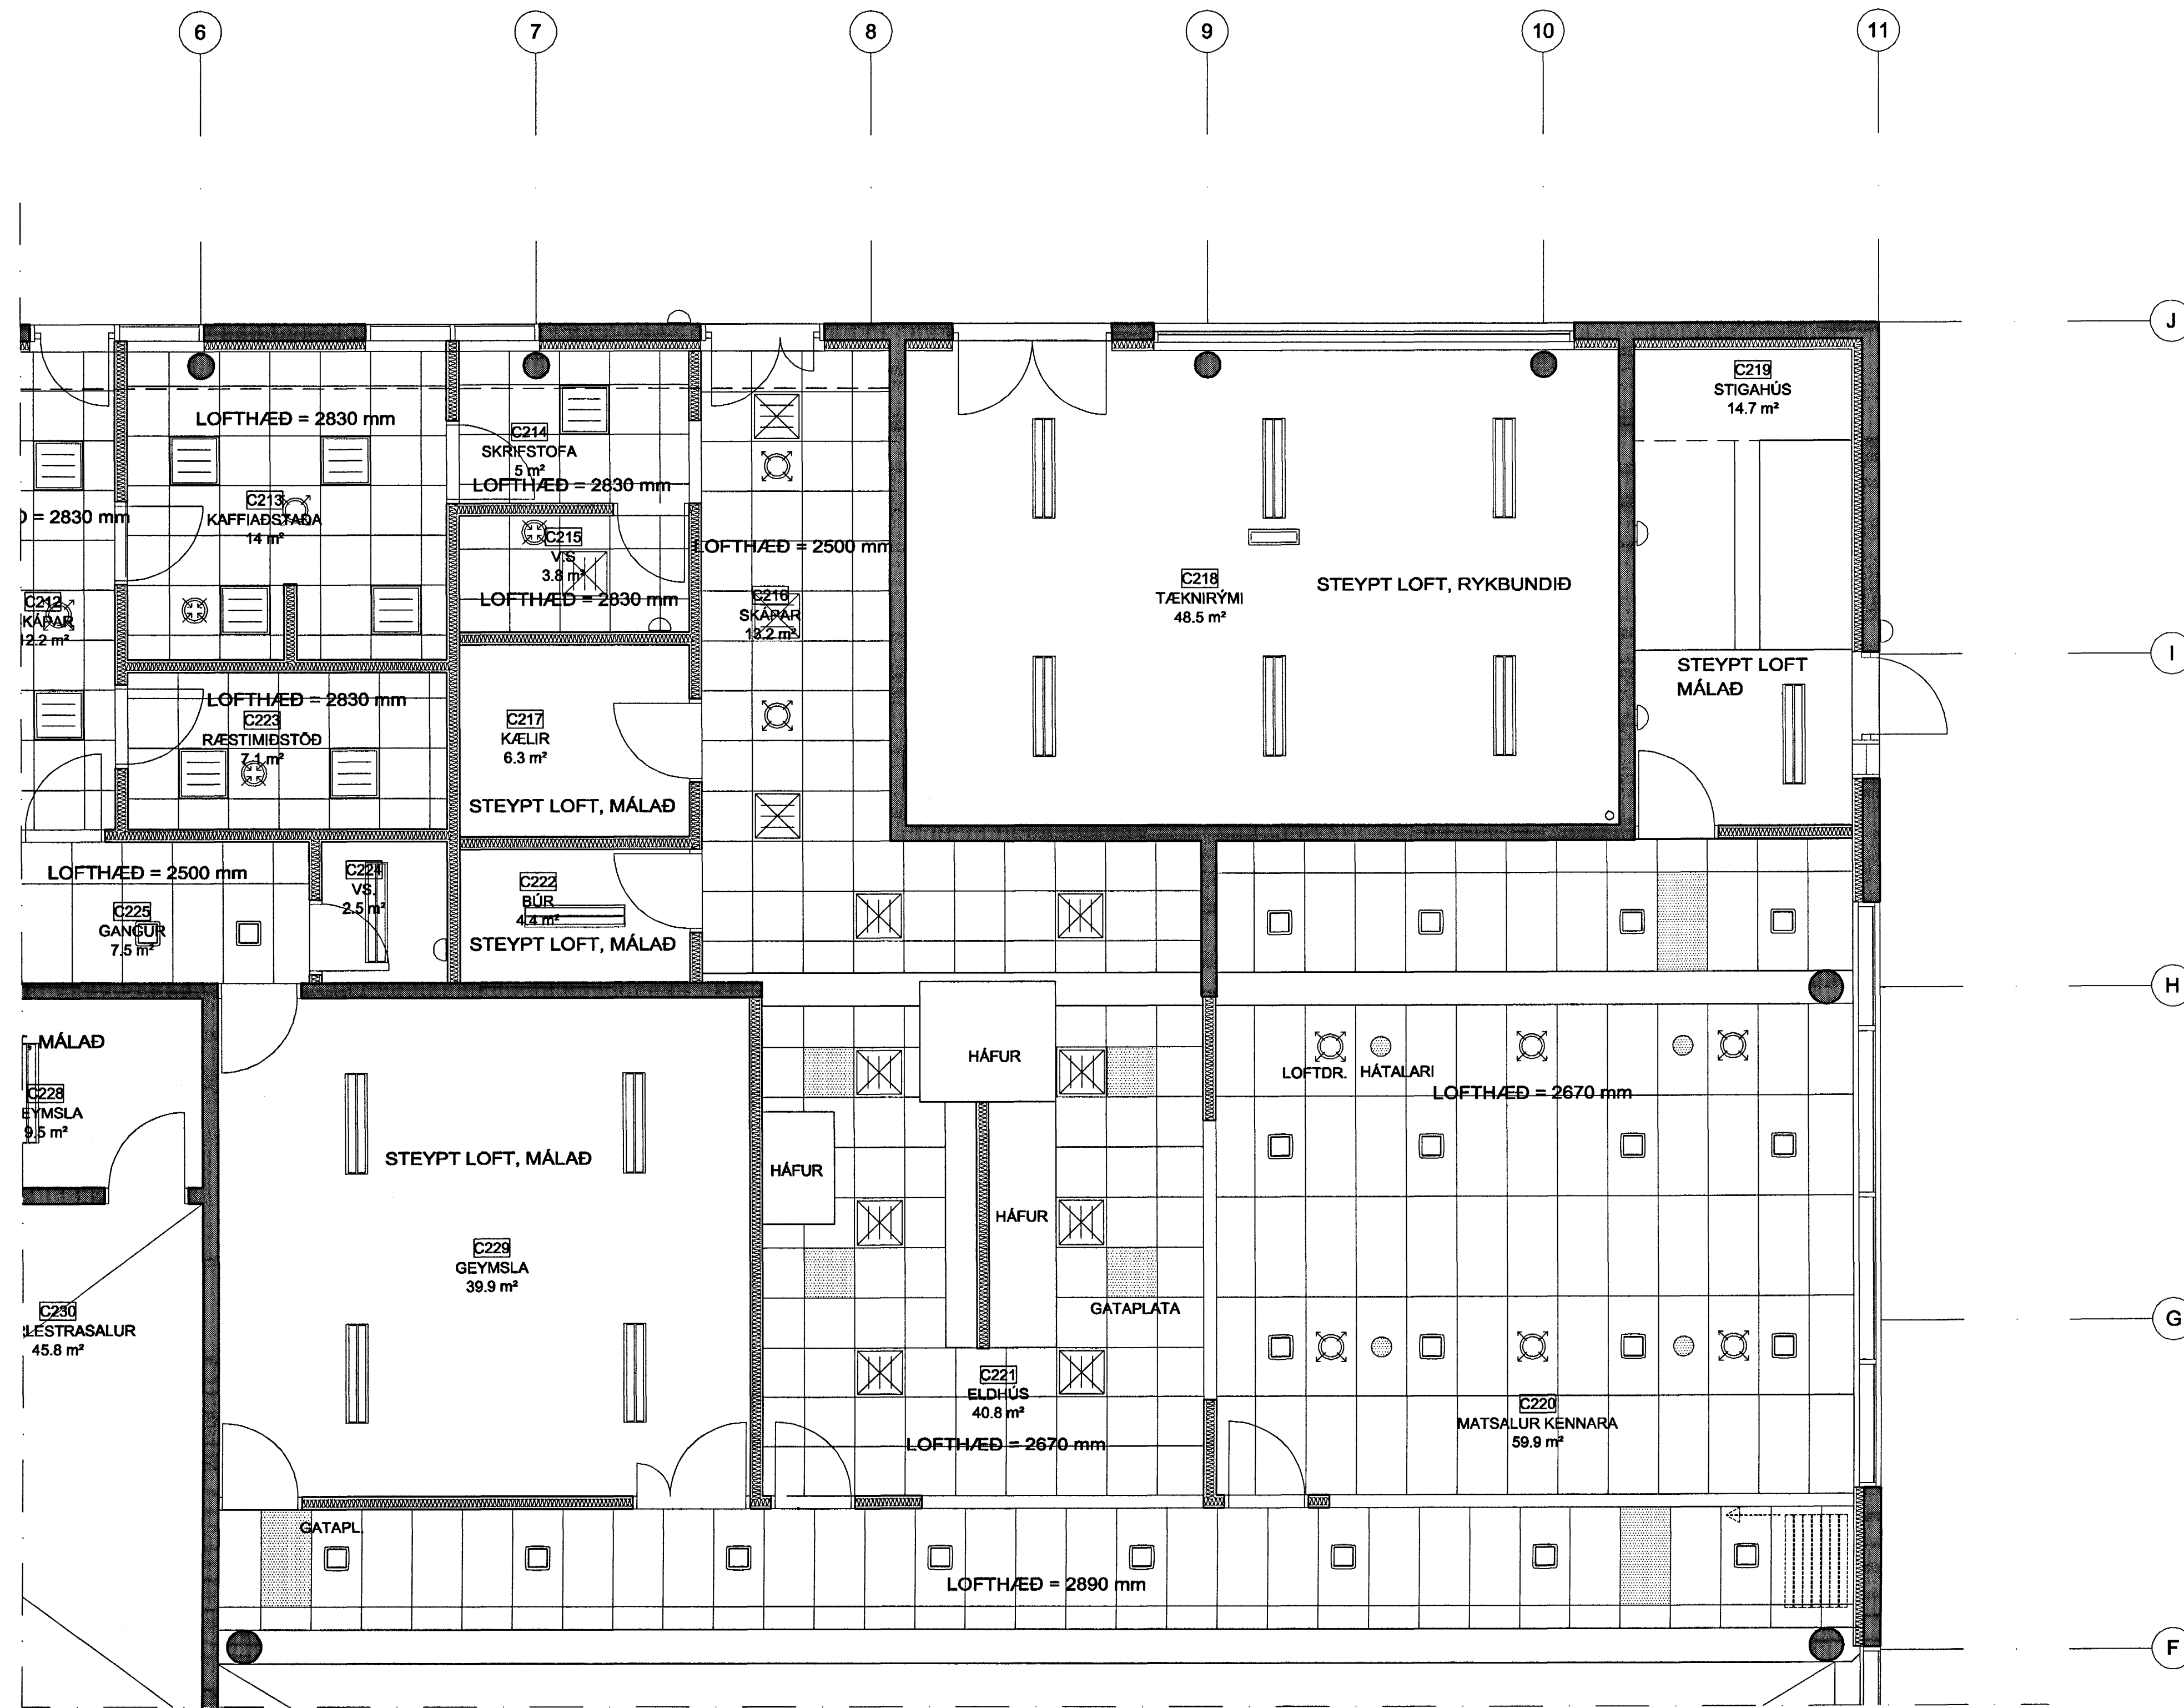 6
7
8
9
10
11
J
I
H
G
F
LOFTHÆÐ = 2830 mm
C213
KAFFIAÐSTAÐA
14 m²
C214
SKRIFSTOFA
5 m²
LOFTHÆÐ = 2830 mm
C215
V.S
3.8 m²
LOFTHÆÐ = 2830 mm
= 2830 mm
C212
LOFTHÆÐ = 2500 mm
C216
SKÁPAR
13.2 m²
C218
TÆKNIRÝMI
48.5 m²
STEYPT LOFT, RYKBUNDIÐ
C219
STIGAHÚS
14.7 m²
STEYPT LOFT
MÁLAÐ
LOFTHÆÐ = 2830 mm
C223
RÆSTIMIÐSTÖÐ
7.1 m²
C217
KÆLIR
6.3 m²
STEYPT LOFT, MÁLAÐ
LOFTHÆÐ = 2500 mm
C225
GANGUR
7.5 m²
C224
VS.
2.5 m²
C222
BÚR
4.4 m²
STEYPT LOFT, MÁLAÐ
MÁLAÐ
C228
EYMSLA
9.5 m²
STEYPT LOFT, MÁLAÐ
C229
GEYMSLA
39.9 m²
C230
LESTRASALUR
45.8 m²
HÁFUR
HÁFUR
HÁFUR
GATAPLATA
C221
ELDHÚS
40.8 m²
LOFTHÆÐ = 2670 mm
LOFTDR.
HÁTALARI
LOFTHÆÐ = 2670 mm
C220
MATSALUR KENNARA
59.9 m²
GATAPL.
LOFTHÆÐ = 2890 mm